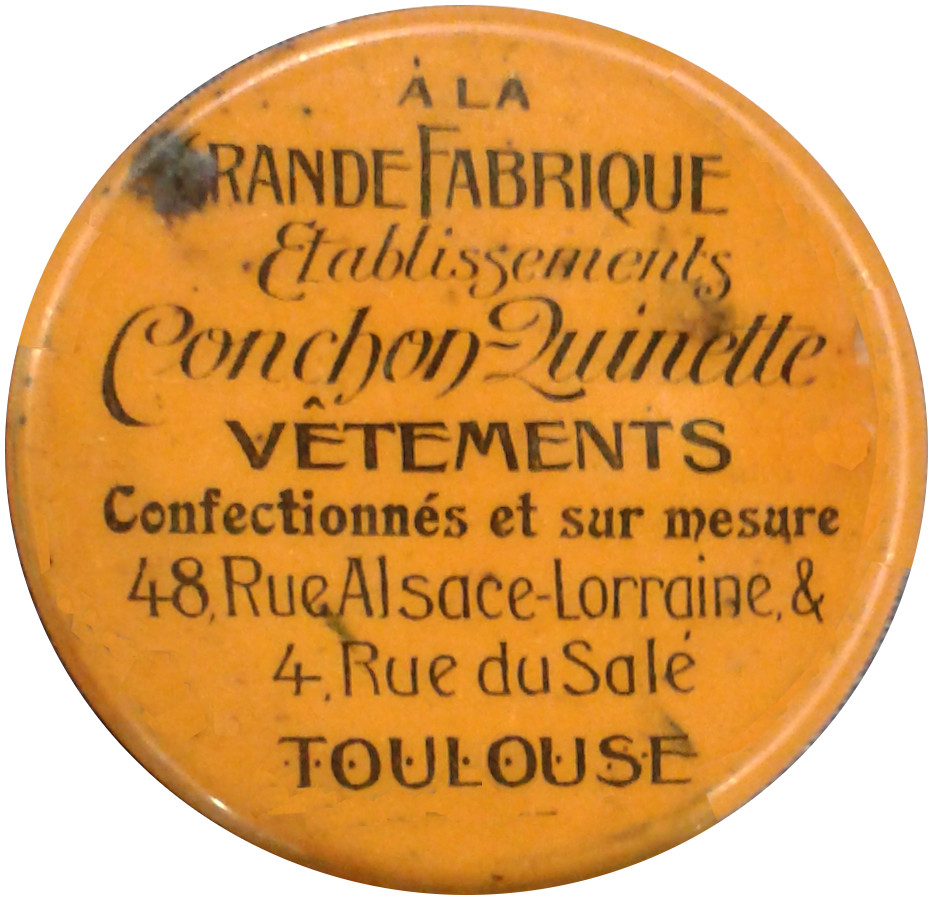 À LA
GRANDE FABRIQUE
Etablissements
Conchon-Quinette
VÊTEMENTS
Confectionnés et sur mesure
48, Rue Alsace-Lorraine, &
4, Rue du Salé
TOULOUSE